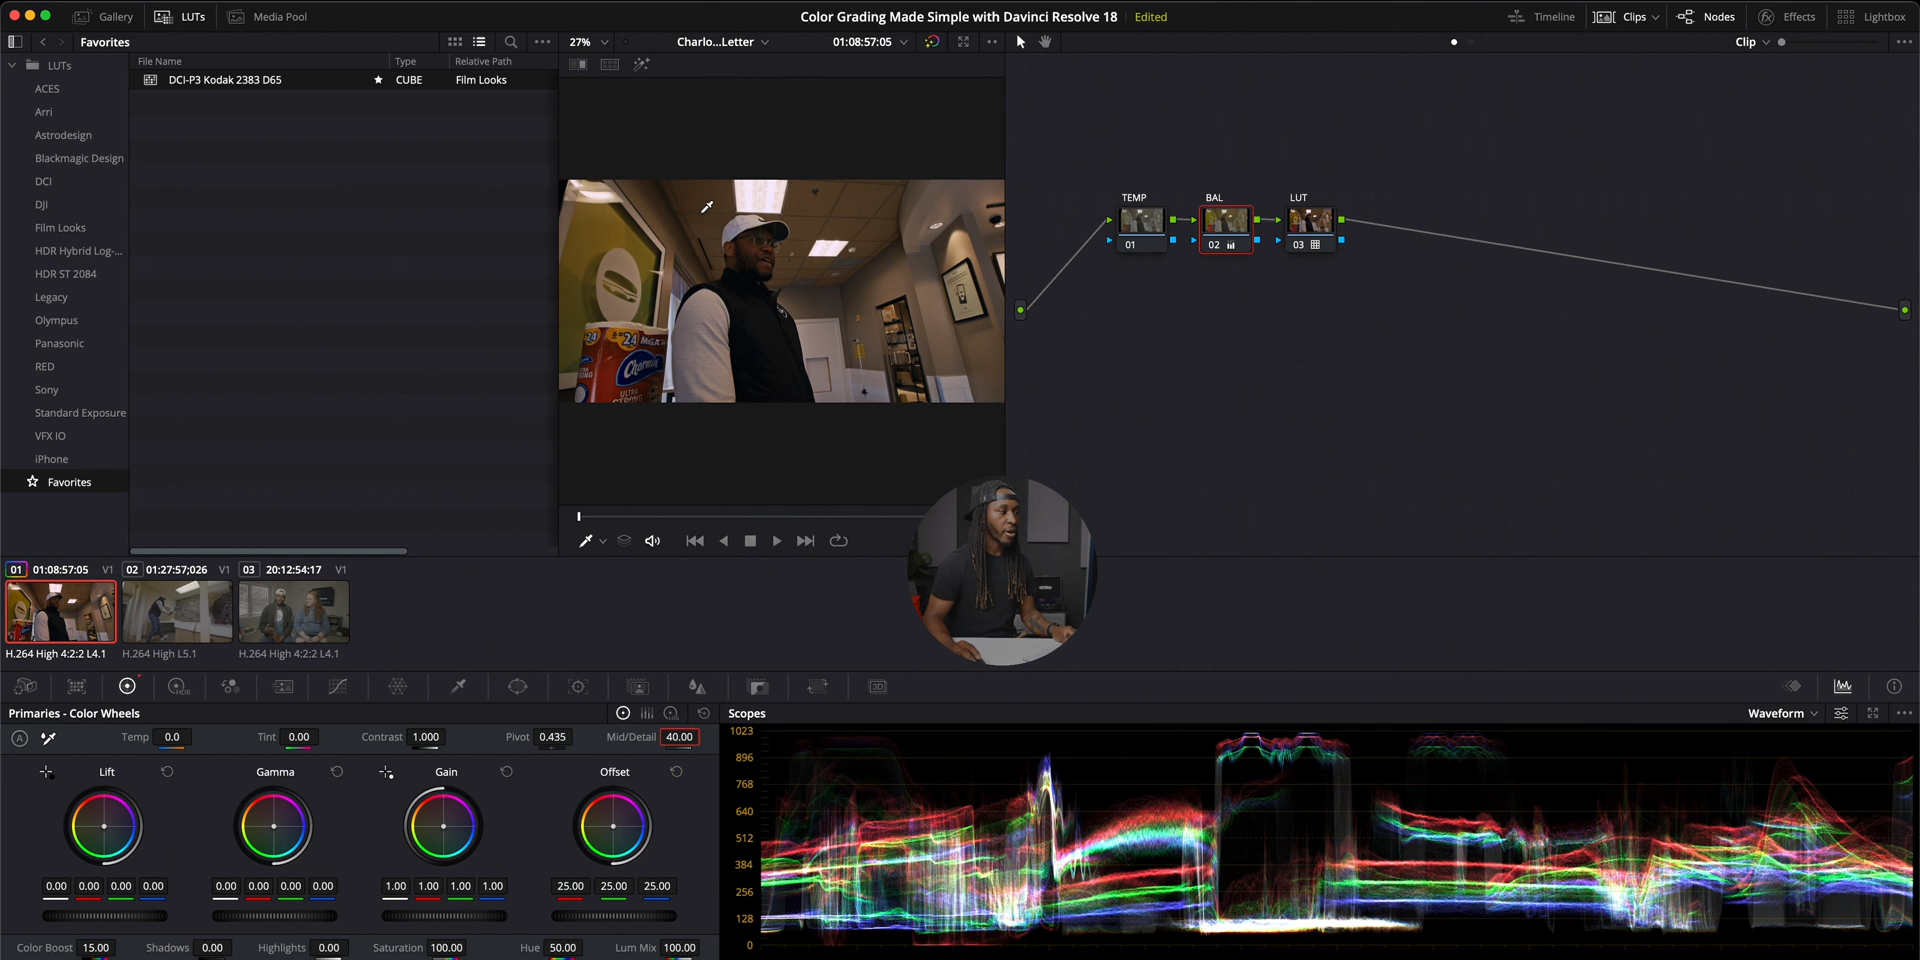 Gallery LUTs Media Pool Color Grading Made Simple with Davinci Resolve 18 Edited Timeline Clips Nodes Effects Lightbox
Favorites 27% Charlo...Letter 01:08:57:05 Clip
LUTs
File Name Type Relative Path
DCI-P3 Kodak 2383 D65 CUBE Film Looks
ACES
Arri
Astrodesign
Blackmagic Design
DCI
DJI
Film Looks
HDR Hybrid Log-...
HDR ST 2084
Legacy
Olympus
Panasonic
RED
Sony
Standard Exposure
VFX IO
iPhone
Favorites
24 6=24 MEGA
Charmin
ULTRA
STRONG
TEMP BAL LUT
01 02 03
01 01:08:57:05 V1 02 01:27:57;026 V1 03 20:12:54:17 V1
H.264 High 4:2:2 L4.1 H.264 High L5.1 H.264 High 4:2:2 L4.1
HDR
3D
Primaries - Color Wheels LOG Scopes Waveform
A Temp 0.0 Tint 0.00 Contrast 1.000 Pivot 0.435 Mid/Detail 40.00
Lift Gamma Gain Offset
0.00 0.00 0.00 0.00 0.00 0.00 0.00 0.00 1.00 1.00 1.00 1.00 25.00 25.00 25.00
Color Boost 15.00 Shadows 0.00 Highlights 0.00 Saturation 100.00 Hue 50.00 Lum Mix 100.00
1023
896
768
640
512
384
256
128
0